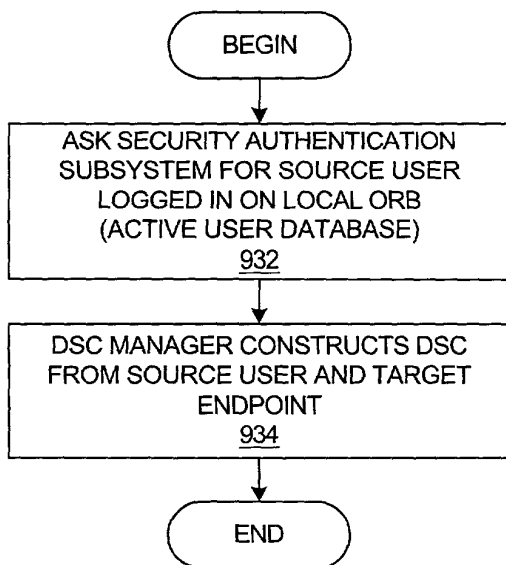 BEGIN
ASK SECURITY AUTHENTICATION
SUBSYSTEM FOR SOURCE USER
LOGGED IN ON LOCAL ORB
(ACTIVE USER DATABASE)
932
DSC MANAGER CONSTRUCTS DSC
FROM SOURCE USER AND TARGET
ENDPOINT
934
END